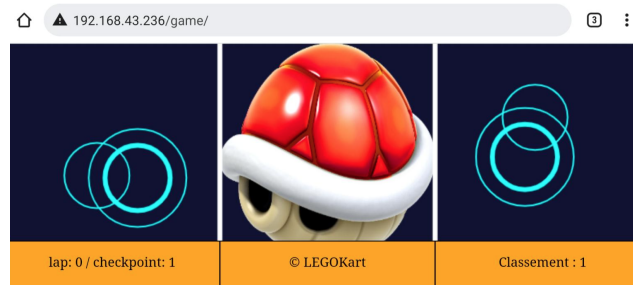 192.168.43.236/game/
3
lap: 0 / checkpoint: 1
© LEGOKart
Classement : 1